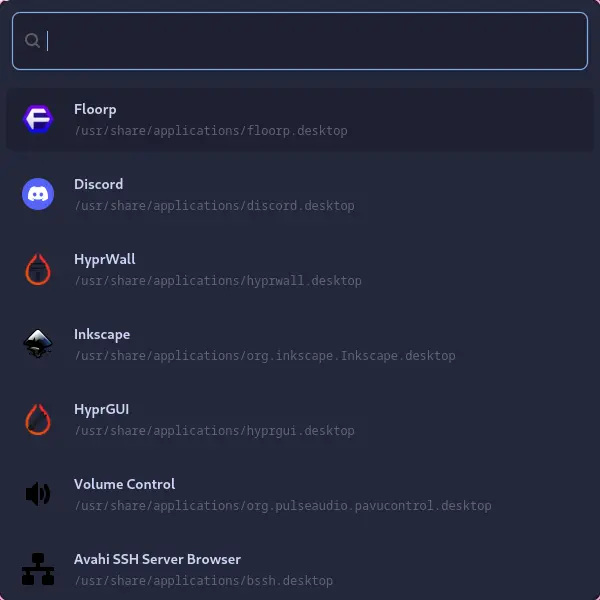 Floorp
/usr/share/applications/floorp.desktop
Discord
/usr/share/applications/discord.desktop
HyprWall
/usr/share/applications/hyprwall.desktop
Inkscape
/usr/share/applications/org.inkscape.Inkscape.desktop
HyprGUI
/usr/share/applications/hyprgui.desktop
Volume Control
/usr/share/applications/org.pulseaudio.pavucontrol.desktop
Avahi SSH Server Browser
/usr/share/applications/bssh.desktop